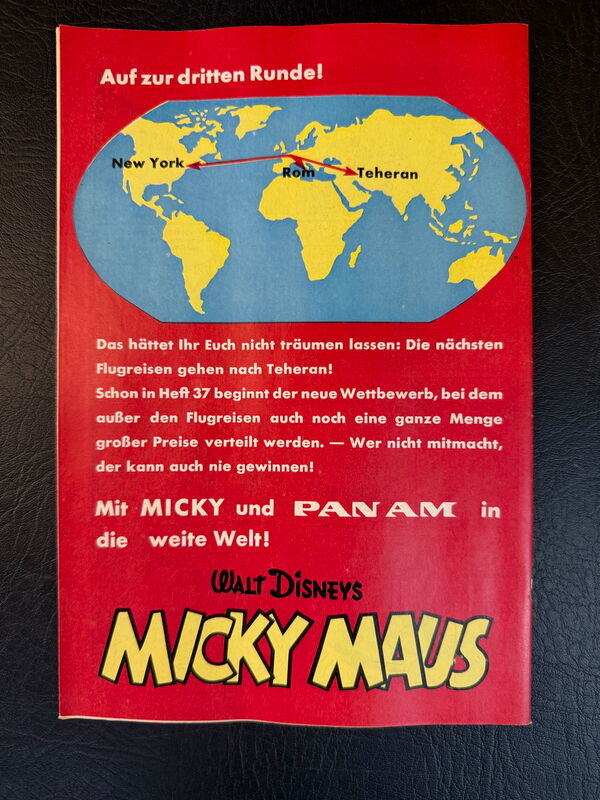 Auf zur dritten Runde!
New York
Rom
Teheran
Das hättet Ihr Euch nicht träumen lassen: Die nächsten
Flugreisen gehen nach Teheran!
Schon in Heft 37 beginnt der neue Wettbewerb, bei dem
außer den Flugreisen auch noch eine ganze Menge
großer Preise verteilt werden. — Wer nicht mitmacht,
der kann auch nie gewinnen!
Mit MICKY und PAN AM in
die weite Welt!
WALT DISNEYS
MICKY MAUS